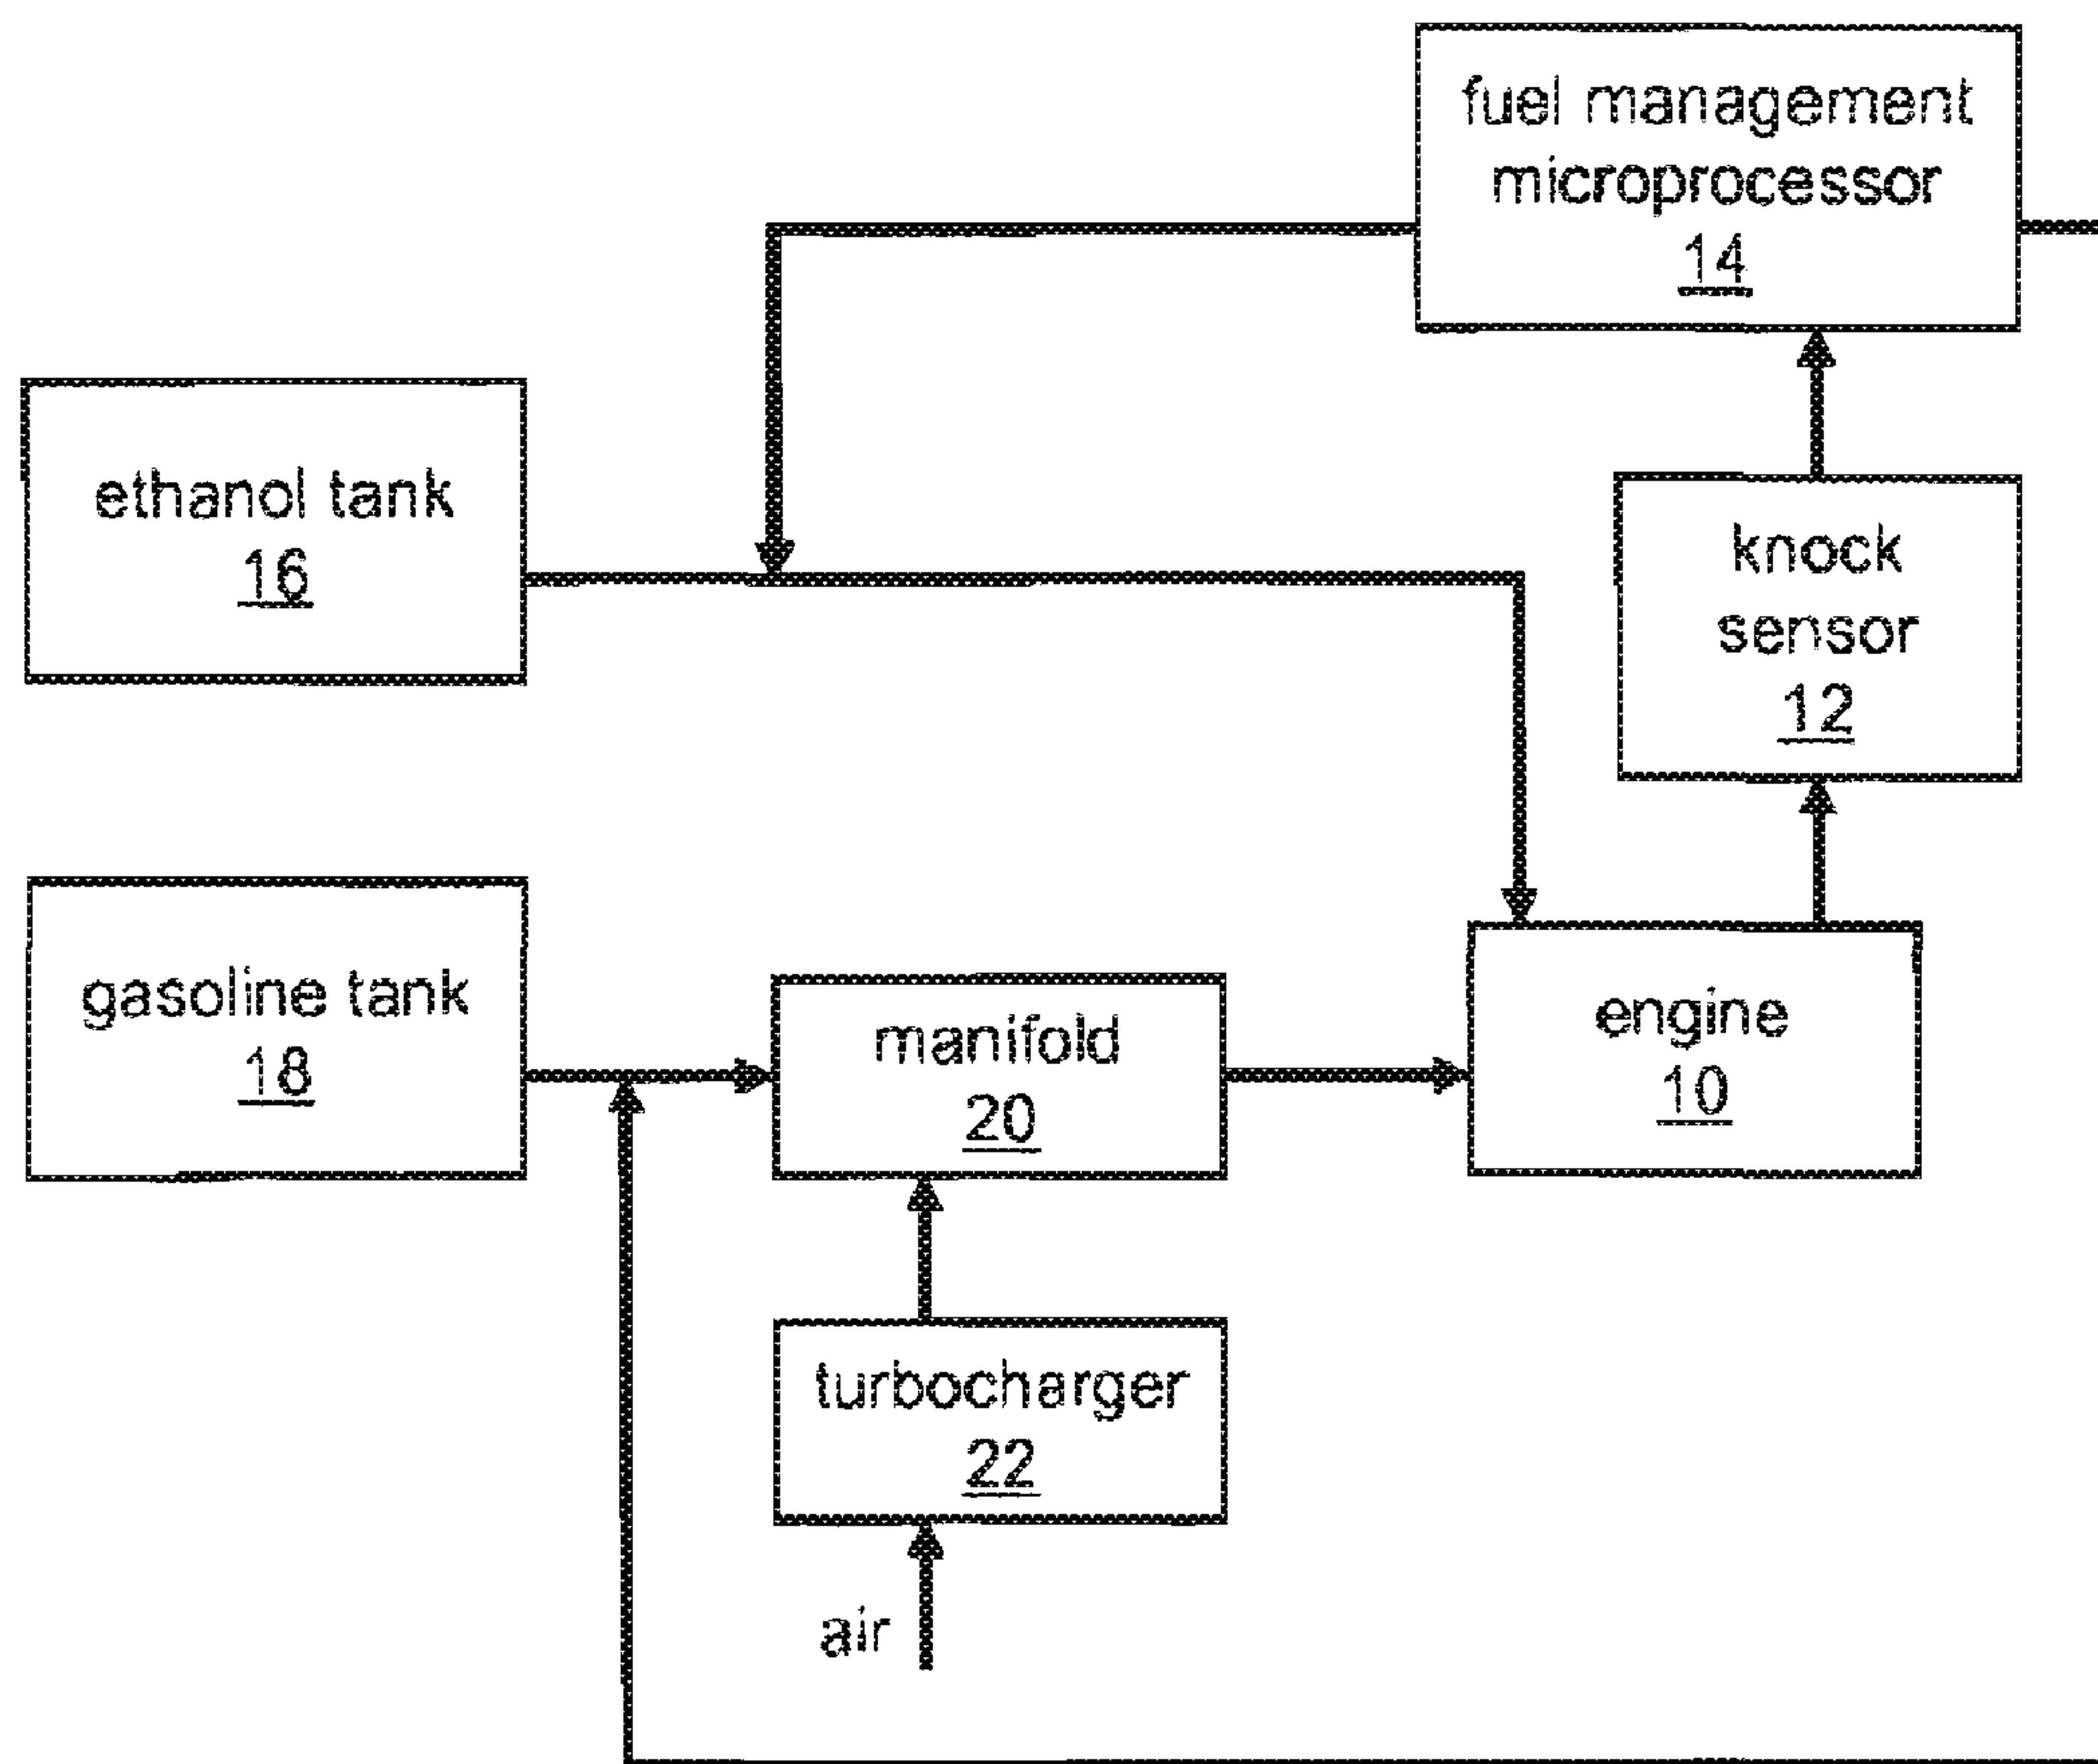 fuel management
microprocessor
14
ethanol tank
16
knock
sensor
12
gasoline tank
18
manifold
20
engine
10
turbocharger
22
air